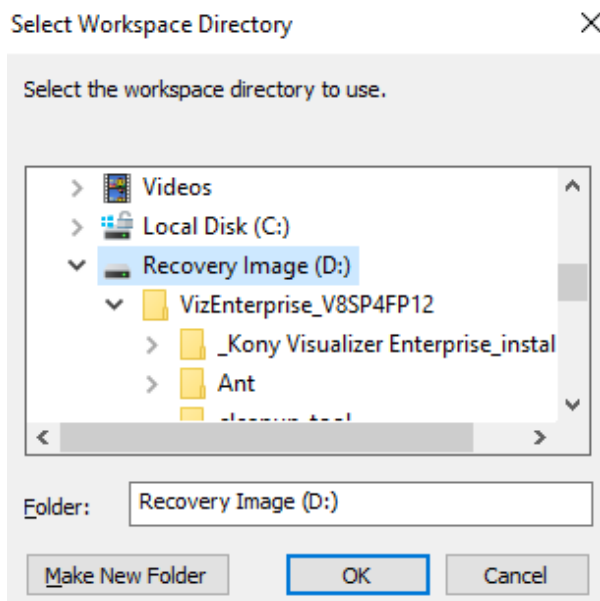 Select Workspace Directory
Select the workspace directory to use.
Videos
Local Disk (C:)
Recovery Image (D:)
VizEnterprise_V8SP4FP12
_Kony Visualizer Enterprise_instal
Ant
Folder: Recovery Image (D:)
Make New Folder OK Cancel